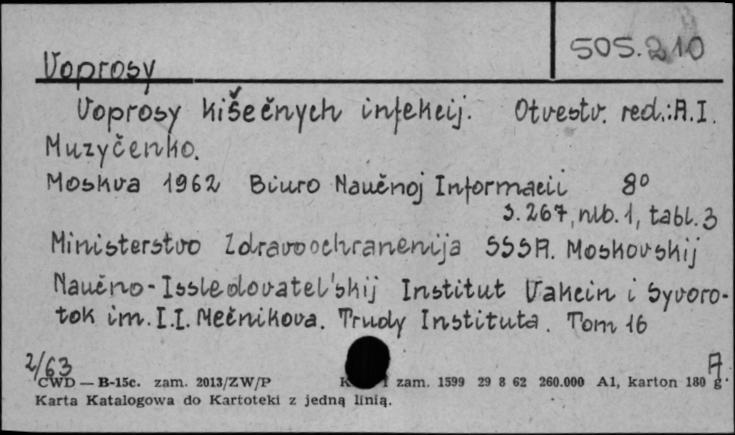 505.210
Voprosy
Voprosy kišečnych infekcij. Otvestv. red.: A. I.
Muzyčenko.
Moskva 1962 Biuro Naučnoj Informacii 8°
S. 267, nlb. 1, tabl. 3
Ministerstvo Zdravoochranenija SSSR. Moskovskij
Naučno-Issledovatel'skij Institut Vakcin i Syvoro-
tok im. I.I. Mečnikova. Trudy Instituta. Tom 16
2/63 A
CWD — B-15c. zam. 2013/ZW/P zam. 1599 29 8 62 260.000 A1, karton 180 g.
Karta Katalogowa do Kartoteki z jedną linią.